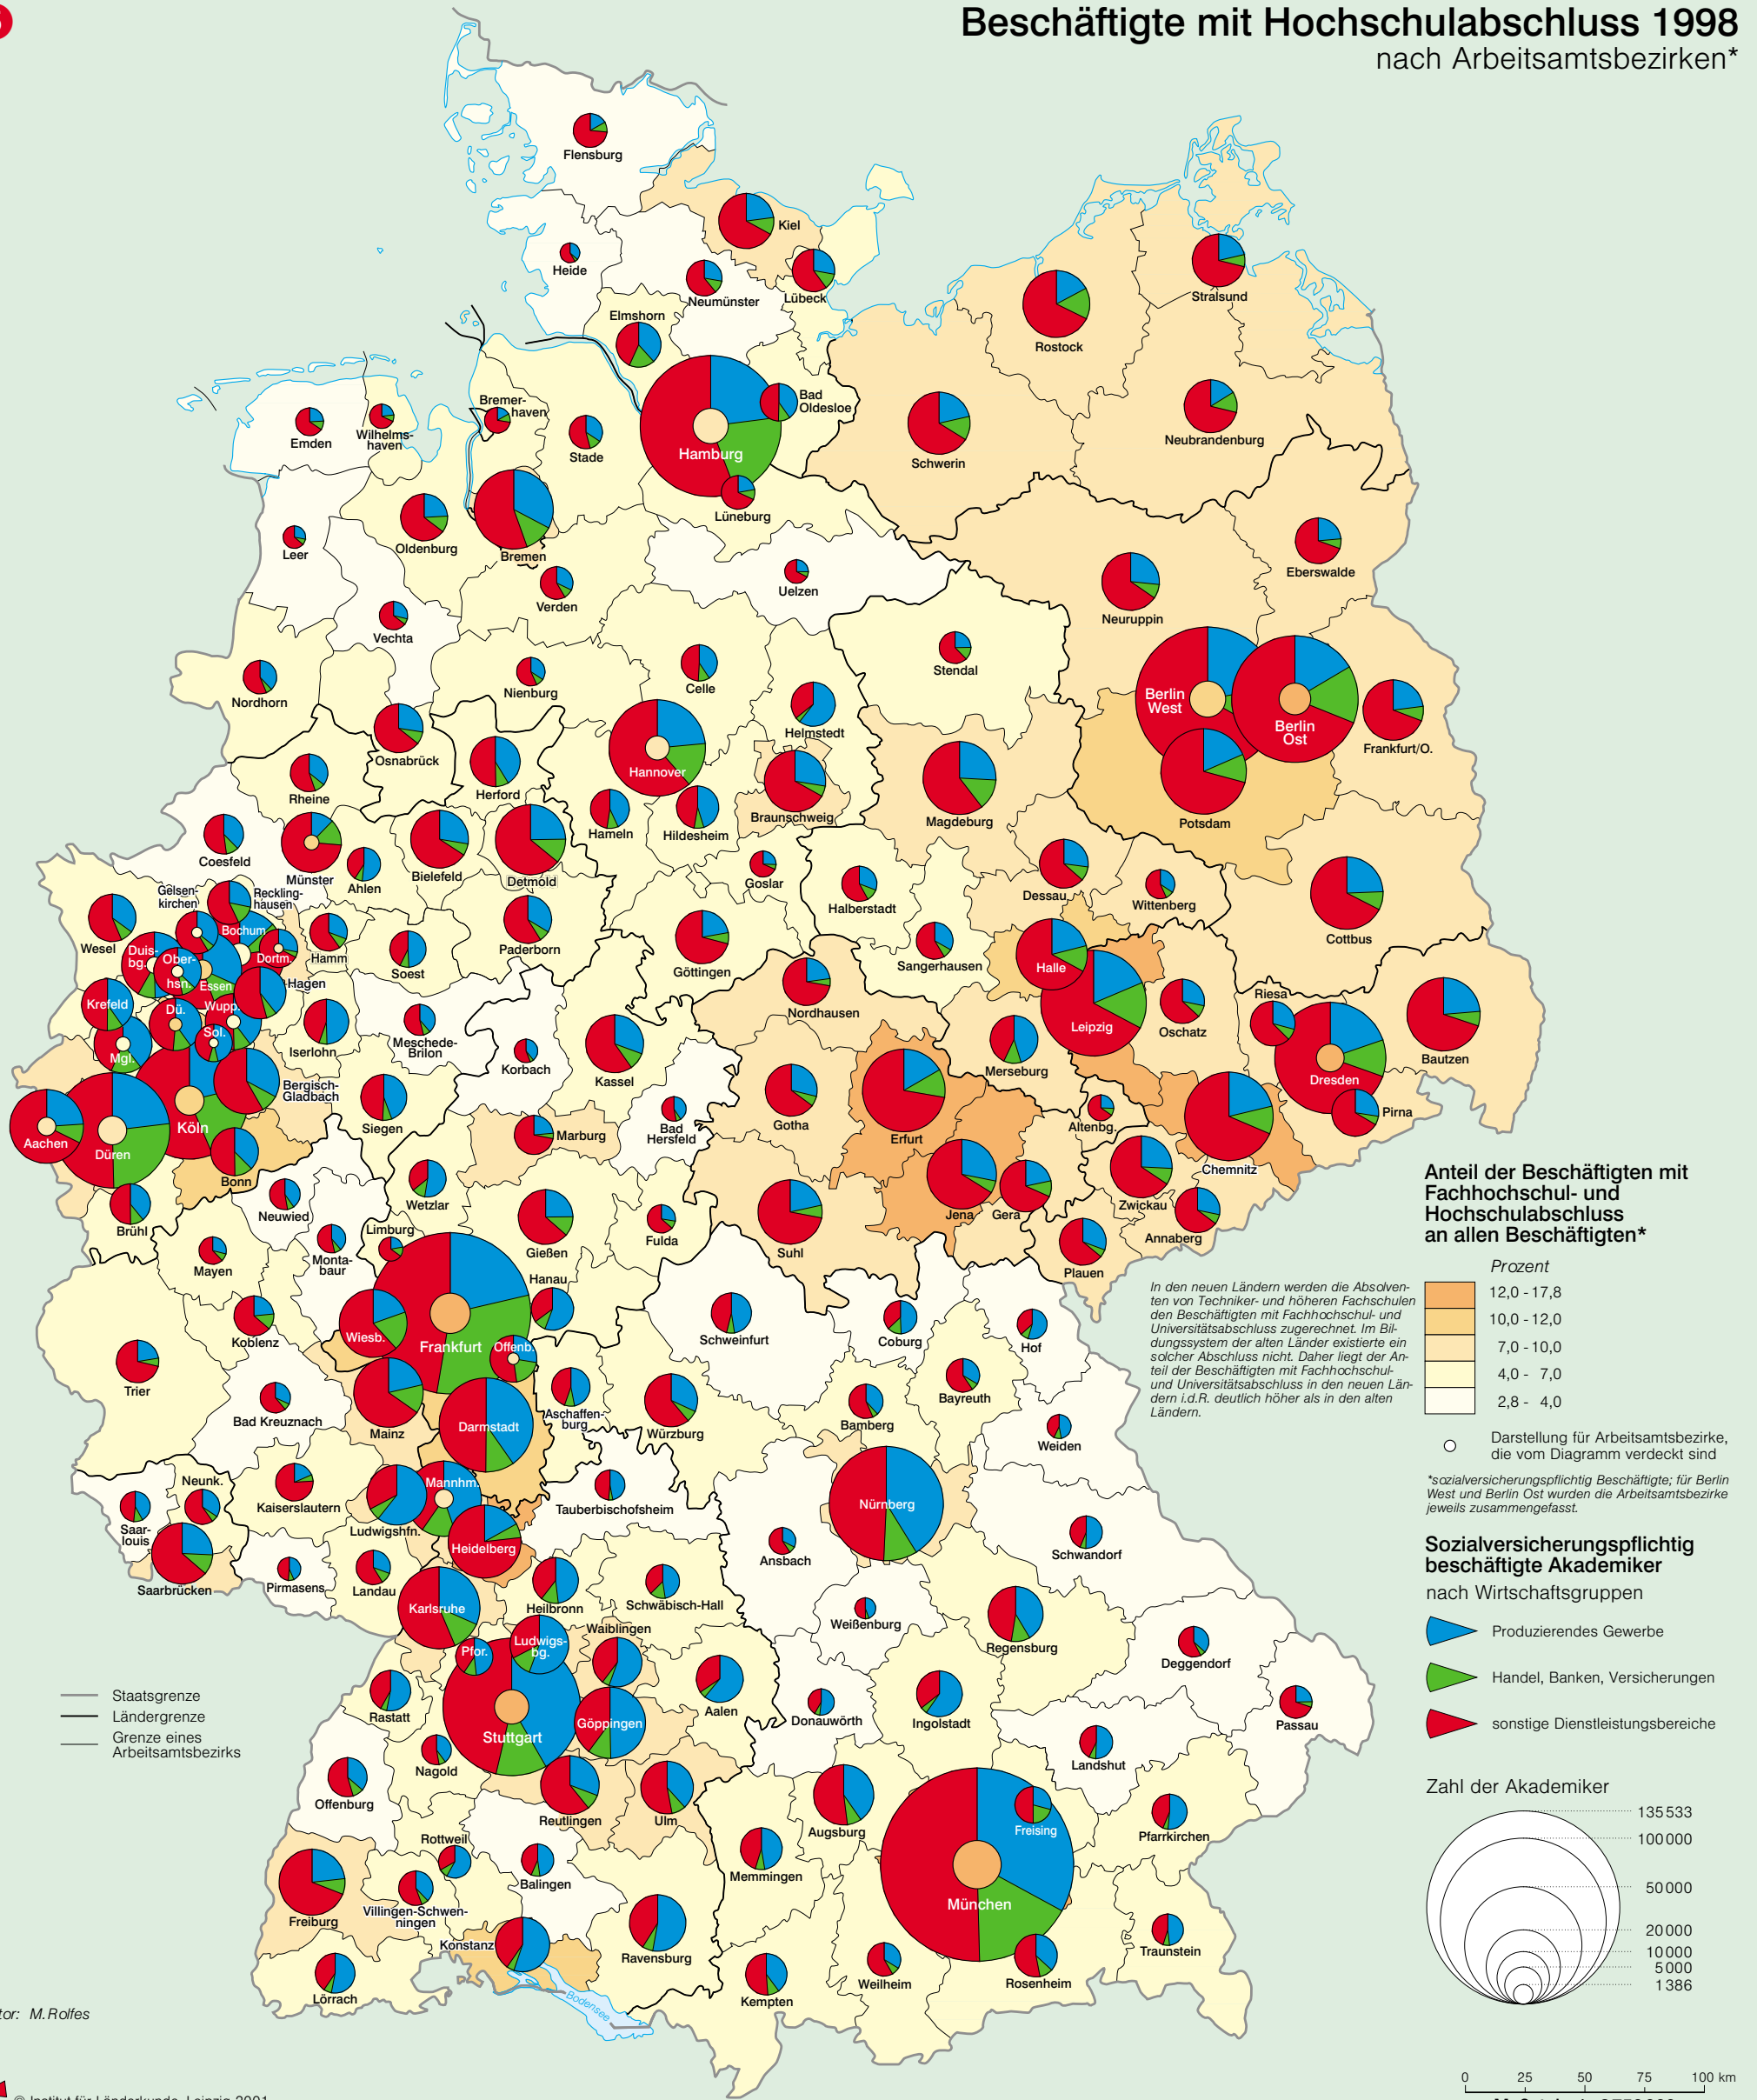 Beschäftigte mit Hochschulabschluss 1998
nach Arbeitsamtsbezirken*
Flensburg
Kiel
Heide
Neumünster
Lübeck
Stralsund
Elmshorn
Rostock
Bad
Oldesloe
Bremer-
haven
Emden
Wilhelms-
haven
Stade
Hamburg
Schwerin
Neubrandenburg
Lüneburg
Leer
Oldenburg
Bremen
Eberswalde
Verden
Uelzen
Neuruppin
Vechta
Stendal
Nordhorn
Nienburg
Celle
Berlin
West
Berlin
Ost
Helmstedt
Frankfurt/O.
Osnabrück
Hannover
Rheine
Herford
Hameln
Hildesheim
Braunschweig
Magdeburg
Potsdam
Coesfeld
Münster
Ahlen
Bielefeld
Detmold
Goslar
Halberstadt
Dessau
Wittenberg
Cottbus
Gelsen-
kirchen
Reckling-
hausen
Wesel
Bochum
Duis-
bg.
Ober-
hsn.
Dortm.
Hamm
Soest
Paderborn
Göttingen
Sangerhausen
Halle
Essen
Hagen
Krefeld
Dü.
Wupp.
Sol.
Mgl.
Iserlohn
Meschede-
Brilon
Korbach
Kassel
Nordhausen
Merseburg
Leipzig
Oschatz
Riesa
Dresden
Bautzen
Pirna
Bergisch-
Gladbach
Siegen
Marburg
Bad
Hersfeld
Gotha
Erfurt
Altenbg.
Chemnitz
Aachen
Düren
Köln
Bonn
Brühl
Neuwied
Wetzlar
Gießen
Fulda
Suhl
Jena
Gera
Zwickau
Annaberg
Plauen
Mayen
Monta-
baur
Limburg
Hanau
Koblenz
Wiesb.
Frankfurt
Offenb.
Schweinfurt
Coburg
Hof
Trier
Bad Kreuznach
Mainz
Darmstadt
Aschaffen-
burg
Würzburg
Bamberg
Bayreuth
Weiden
Neunk.
Kaiserslautern
Mannhm.
Ludwigshfn.
Tauberbischofsheim
Nürnberg
Saar-
louis
Saarbrücken
Pirmasens
Landau
Heidelberg
Ansbach
Schwandorf
Karlsruhe
Heilbronn
Schwäbisch-Hall
Weißenburg
Regensburg
Waiblingen
Pfor.
Ludwigs-
bg.
Deggendorf
Rastatt
Aalen
Donauwörth
Ingolstadt
Passau
Stuttgart
Göppingen
Nagold
Landshut
Offenburg
Reutlingen
Ulm
Augsburg
Freising
Pfarrkirchen
Rottweil
Balingen
Memmingen
München
Freiburg
Villingen-Schwen-
ningen
Konstanz
Ravensburg
Traunstein
Lörrach
Kempten
Weilheim
Rosenheim
Bodensee
Staatsgrenze
Ländergrenze
Grenze eines
Arbeitsamtsbezirks
tor: M. Rolfes
© Institut für Länderkunde, Leipzig 2001
In den neuen Ländern werden die Absolven-
ten von Techniker- und höheren Fachschulen
den Beschäftigten mit Fachhochschul- und
Universitätsabschluss zugerechnet. Im Bil-
dungssystem der alten Länder existierte ein
solcher Abschluss nicht. Daher liegt der An-
teil der Beschäftigten mit Fachhochschul-
und Universitätsabschluss in den neuen Län-
dern i.d.R. deutlich höher als in den alten
Ländern.
Anteil der Beschäftigten mit
Fachhochschul- und
Hochschulabschluss
an allen Beschäftigten*
Prozent
12,0 - 17,8
10,0 - 12,0
7,0 - 10,0
4,0 - 7,0
2,8 - 4,0
Darstellung für Arbeitsamtsbezirke,
die vom Diagramm verdeckt sind
*sozialversicherungspflichtig Beschäftigte; für Berlin
West und Berlin Ost wurden die Arbeitsamtsbezirke
jeweils zusammengefasst.
Sozialversicherungspflichtig
beschäftigte Akademiker
nach Wirtschaftsgruppen
Produzierendes Gewerbe
Handel, Banken, Versicherungen
sonstige Dienstleistungsbereiche
Zahl der Akademiker
135 533
100 000
50 000
20 000
10 000
5 000
1 386
0 25 50 75 100 km